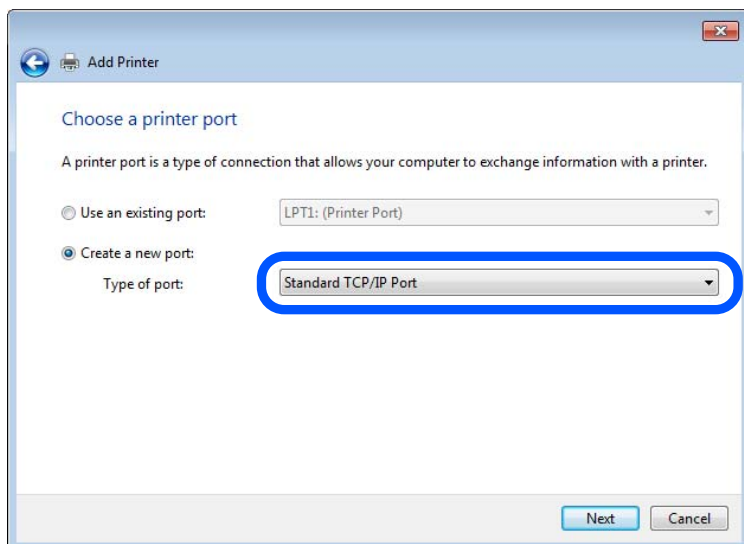 Add Printer
Choose a printer port
A printer port is a type of connection that allows your computer to exchange information with a printer.
Use an existing port: LPT1: (Printer Port)
Create a new port:
Type of port: Standard TCP/IP Port
Next Cancel